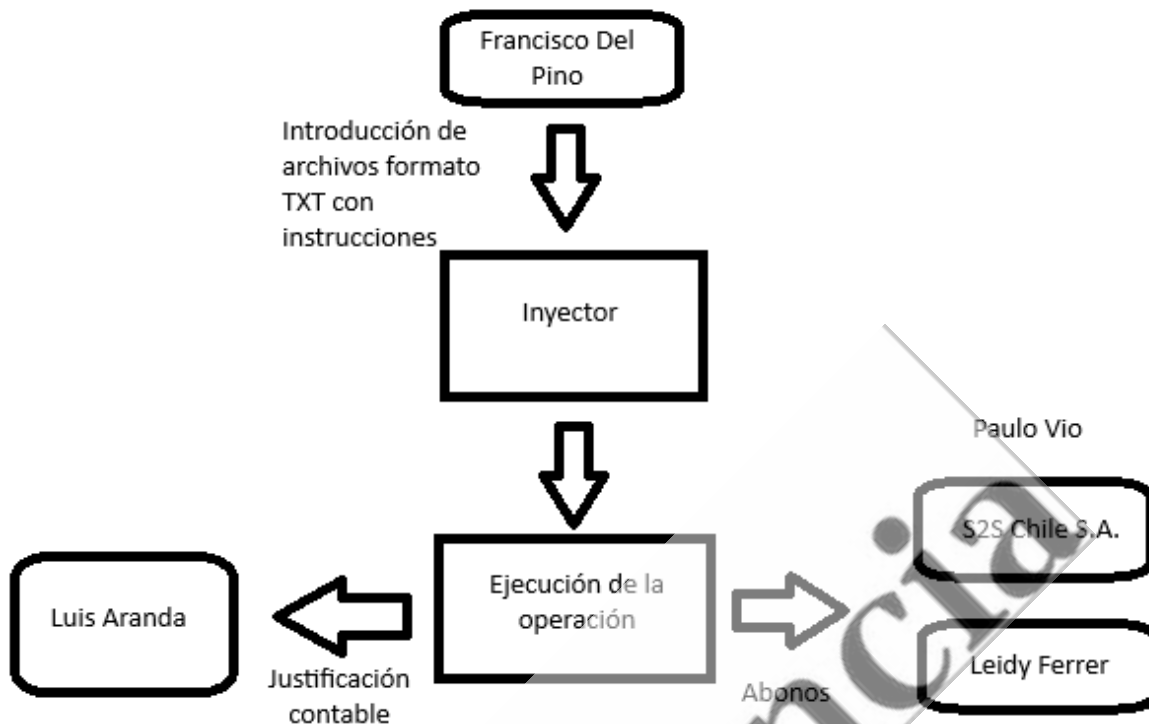 Francisco Del
Pino
Introducción de
archivos formato
TXT con
instrucciones
Inyector
Paulo Vio
S2S Chile S.A.
Ejecución de la
operación
Luis Aranda
Leidy Ferrer
Justificación
contable
Abonos
ncia